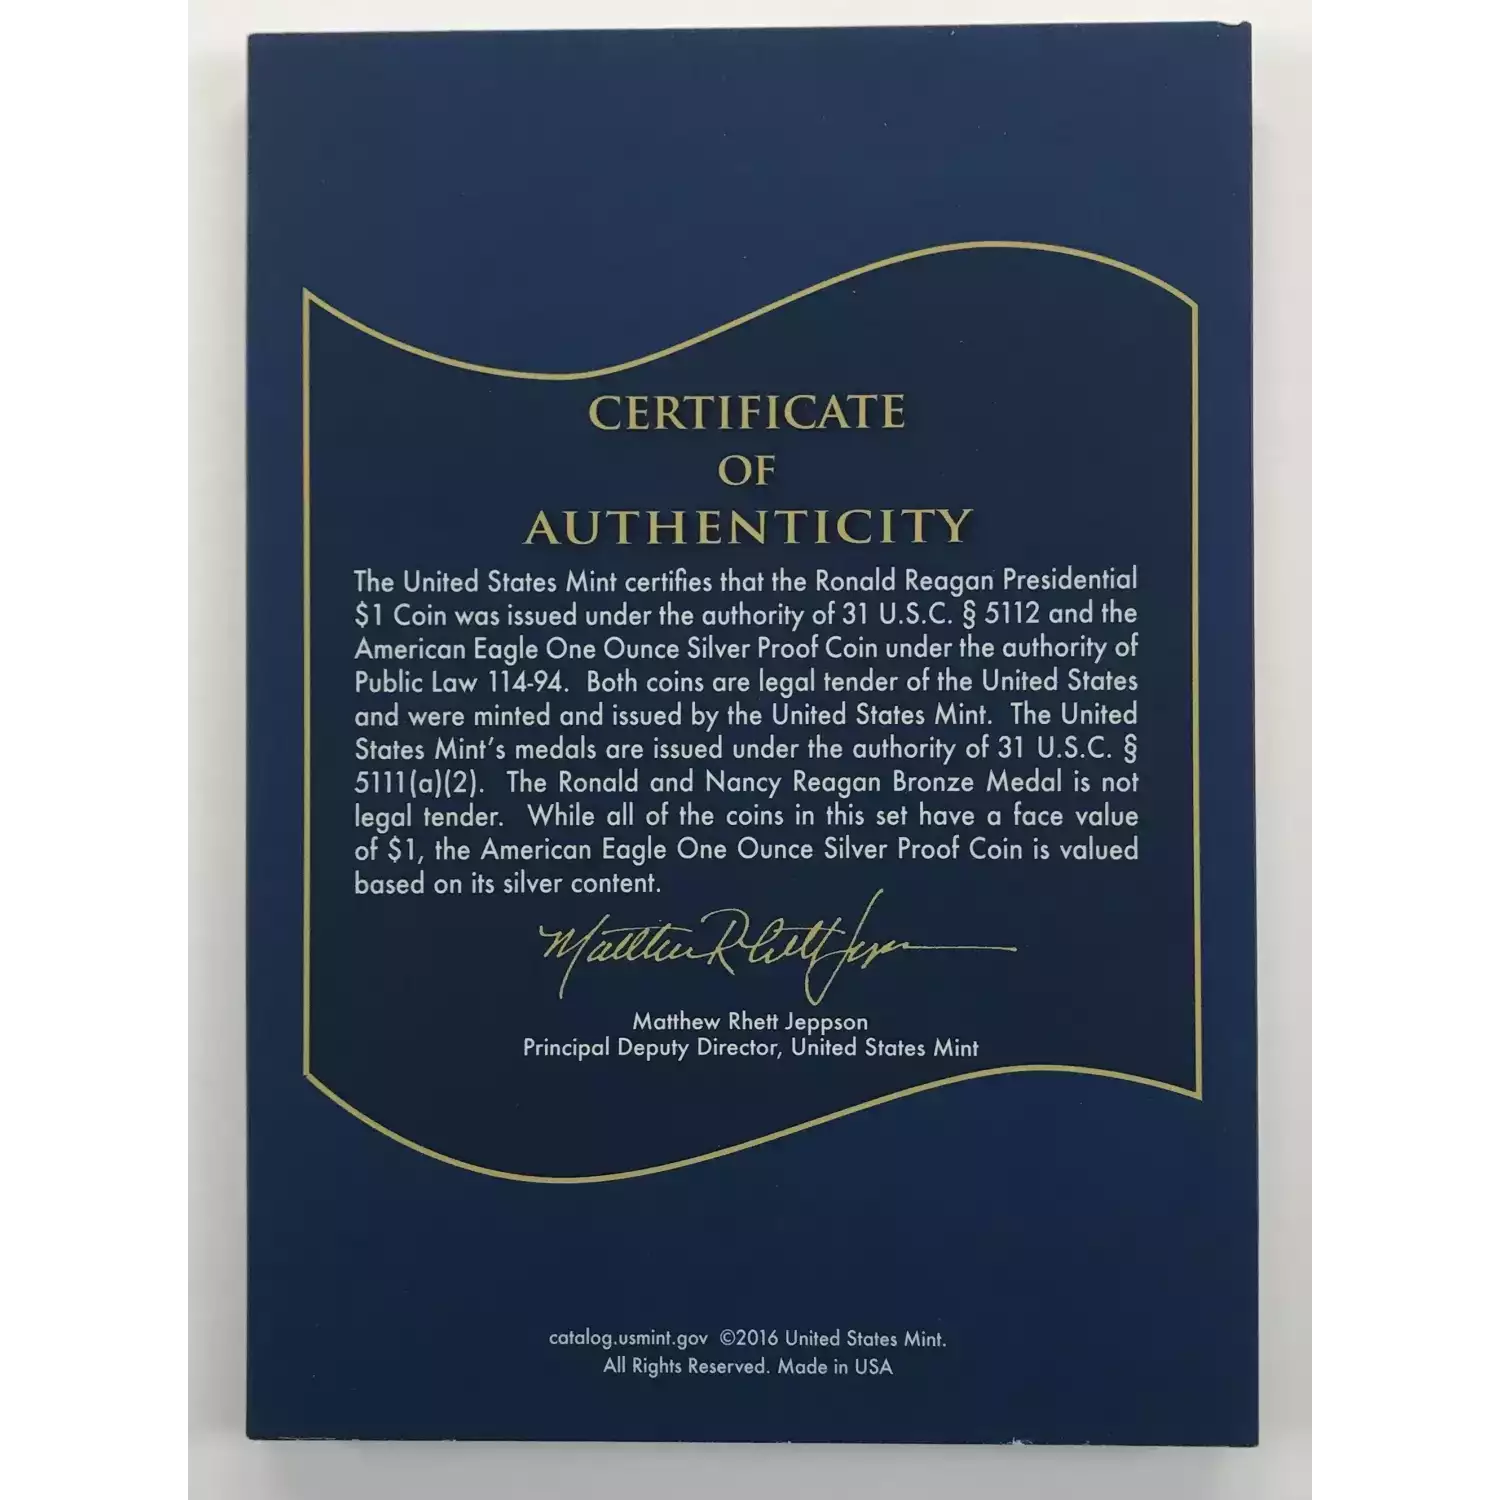 CERTIFICATE
OF
AUTHENTICITY
The United States Mint certifies that the Ronald Reagan Presidential
$1 Coin was issued under the authority of 31 U.S.C. § 5112 and the
American Eagle One Ounce Silver Proof Coin under the authority of
Public Law 114-94. Both coins are legal tender of the United States
and were minted and issued by the United States Mint. The United
States Mint's medals are issued under the authority of 31 U.S.C. §
5111(a)(2). The Ronald and Nancy Reagan Bronze Medal is not
legal tender. While all of the coins in this set have a face value
of $1, the American Eagle One Ounce Silver Proof Coin is valued
based on its silver content.
Matthew Rhett Jeppson
Matthew Rhett Jeppson
Principal Deputy Director, United States Mint
catalog.usmint.gov ©2016 United States Mint.
All Rights Reserved. Made in USA